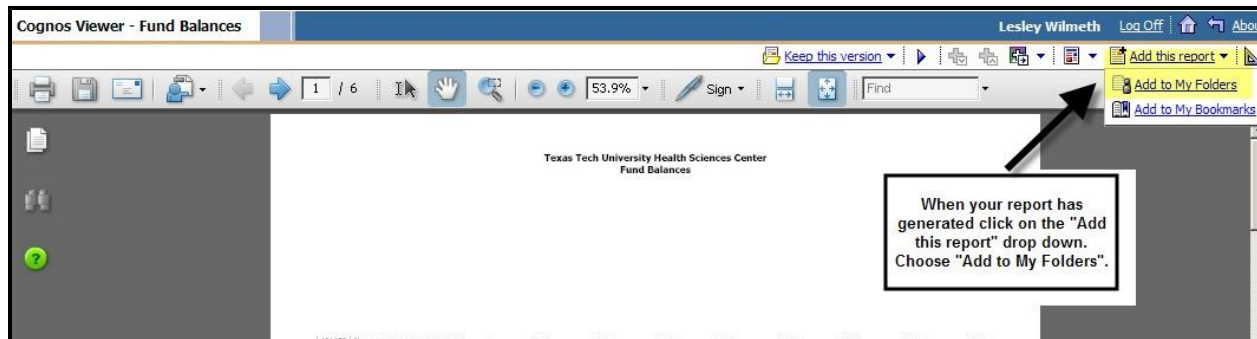 Cognos Viewer - Fund Balances
Lesley Wilmeth Log Off Abou
Keep this version Add this report
1 / 6 53.9% Sign Find
Add to My Folders
Add to My Bookmarks
Texas Tech University Health Sciences Center
Fund Balances
When your report has
generated click on the "Add
this report" drop down.
Choose "Add to My Folders".